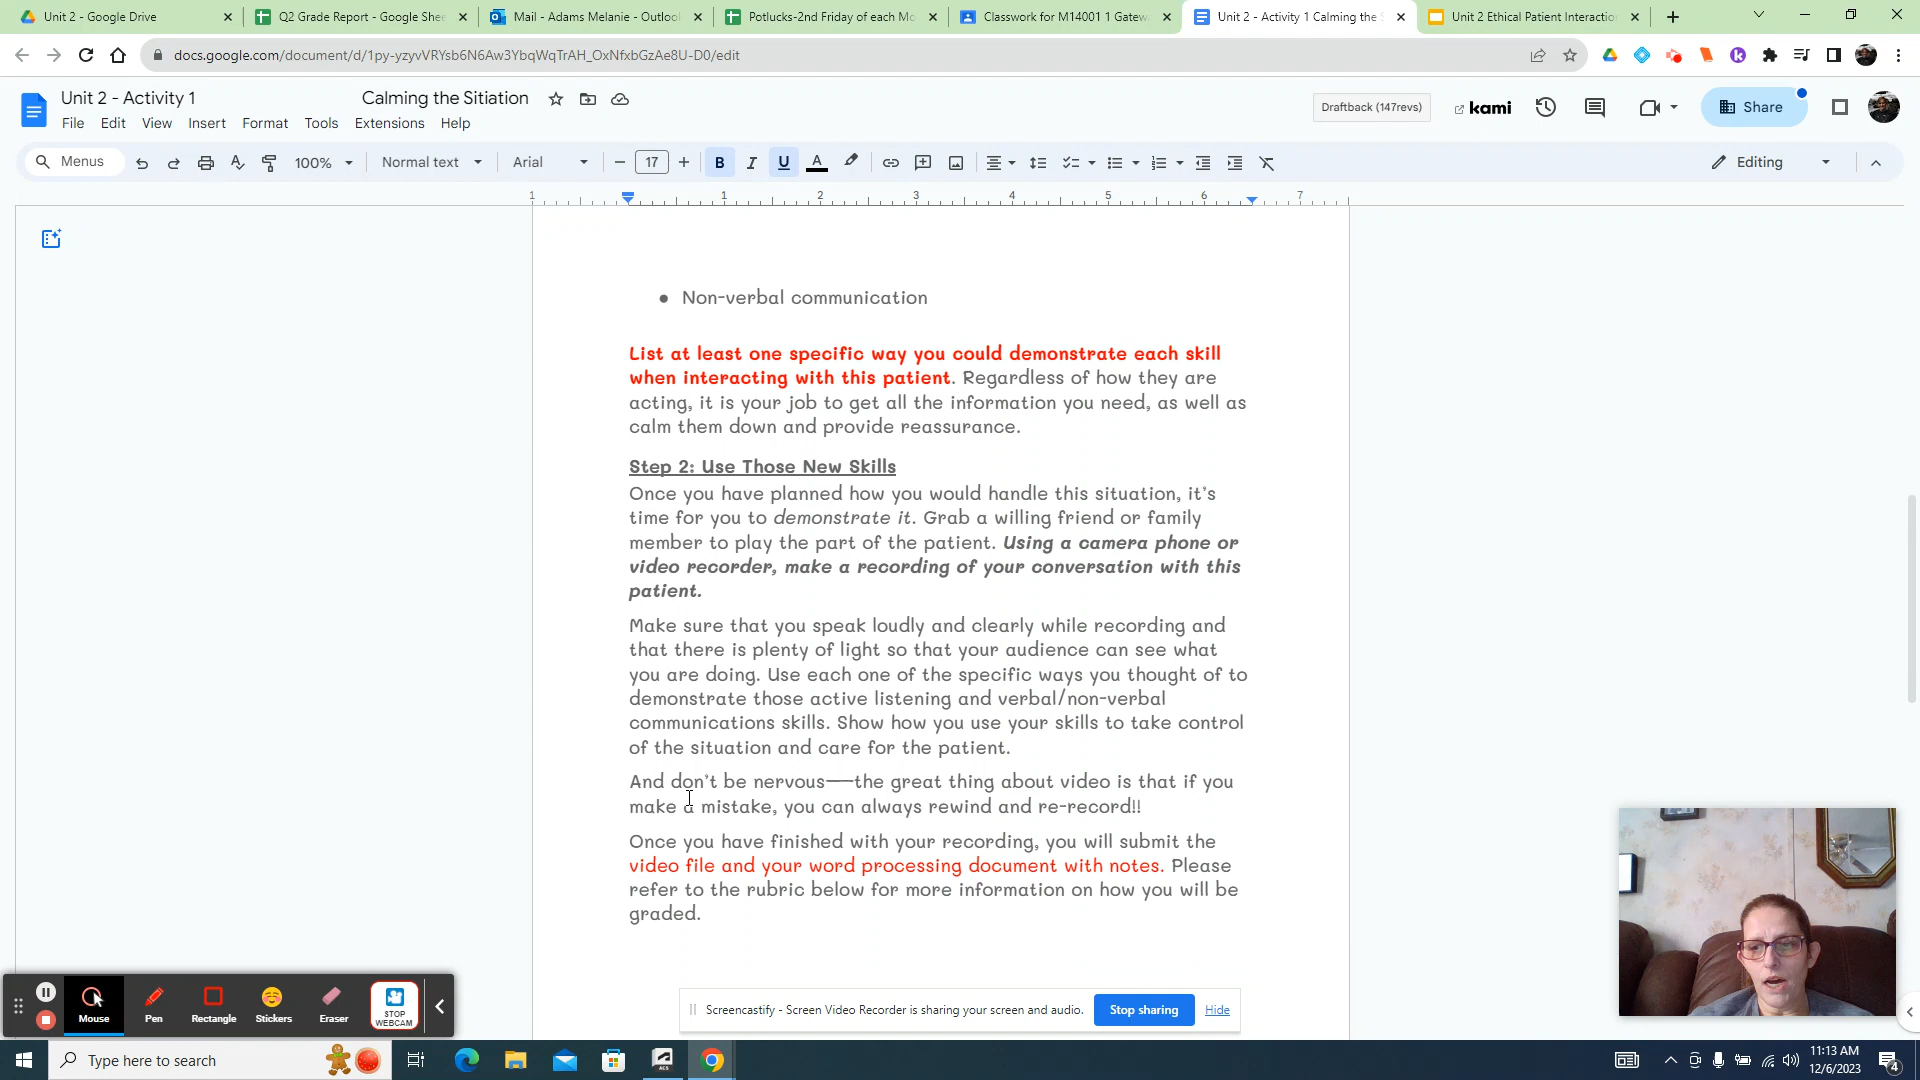 Unit 2 - Google Drive
Q2 Grade Report - Google Shee
Mail - Adams Melanie - Outlool
Potlucks-2nd Friday of each Mo
Classwork for M14001 1 Gatew
Unit 2 - Activity 1 Calming the S
Unit 2 Ethical Patient Interactio
docs.google.com/document/d/1py-yzyvVRYsb6N6Aw3YbqWqTrAH_OxNfxbGzAe8U-D0/edit
Unit 2 - Activity 1 Calming the Sitiation
File Edit View Insert Format Tools Extensions Help
Draftback (147revs)
kami
Share
Menus
100%
Normal text
Arial
17
Editing
1 1 2 3 4 5 6 7
● Non-verbal communication
List at least one specific way you could demonstrate each skill
when interacting with this patient. Regardless of how they are
acting, it is your job to get all the information you need, as well as
calm them down and provide reassurance.
Step 2: Use Those New Skills
Once you have planned how you would handle this situation, it's
time for you to demonstrate it. Grab a willing friend or family
member to play the part of the patient. Using a camera phone or
video recorder, make a recording of your conversation with this
patient.
Make sure that you speak loudly and clearly while recording and
that there is plenty of light so that your audience can see what
you are doing. Use each one of the specific ways you thought of to
demonstrate those active listening and verbal/non-verbal
communications skills. Show how you use your skills to take control
of the situation and care for the patient.
And don't be nervous——the great thing about video is that if you
make a mistake, you can always rewind and re-record!!
Once you have finished with your recording, you will submit the
video file and your word processing document with notes. Please
refer to the rubric below for more information on how you will be
graded.
Mouse
Pen
Rectangle
Stickers
Eraser
STOP
WEBCAM
Screencastify - Screen Video Recorder is sharing your screen and audio.
Stop sharing
Hide
Type here to search
11:13 AM
12/6/2023
4